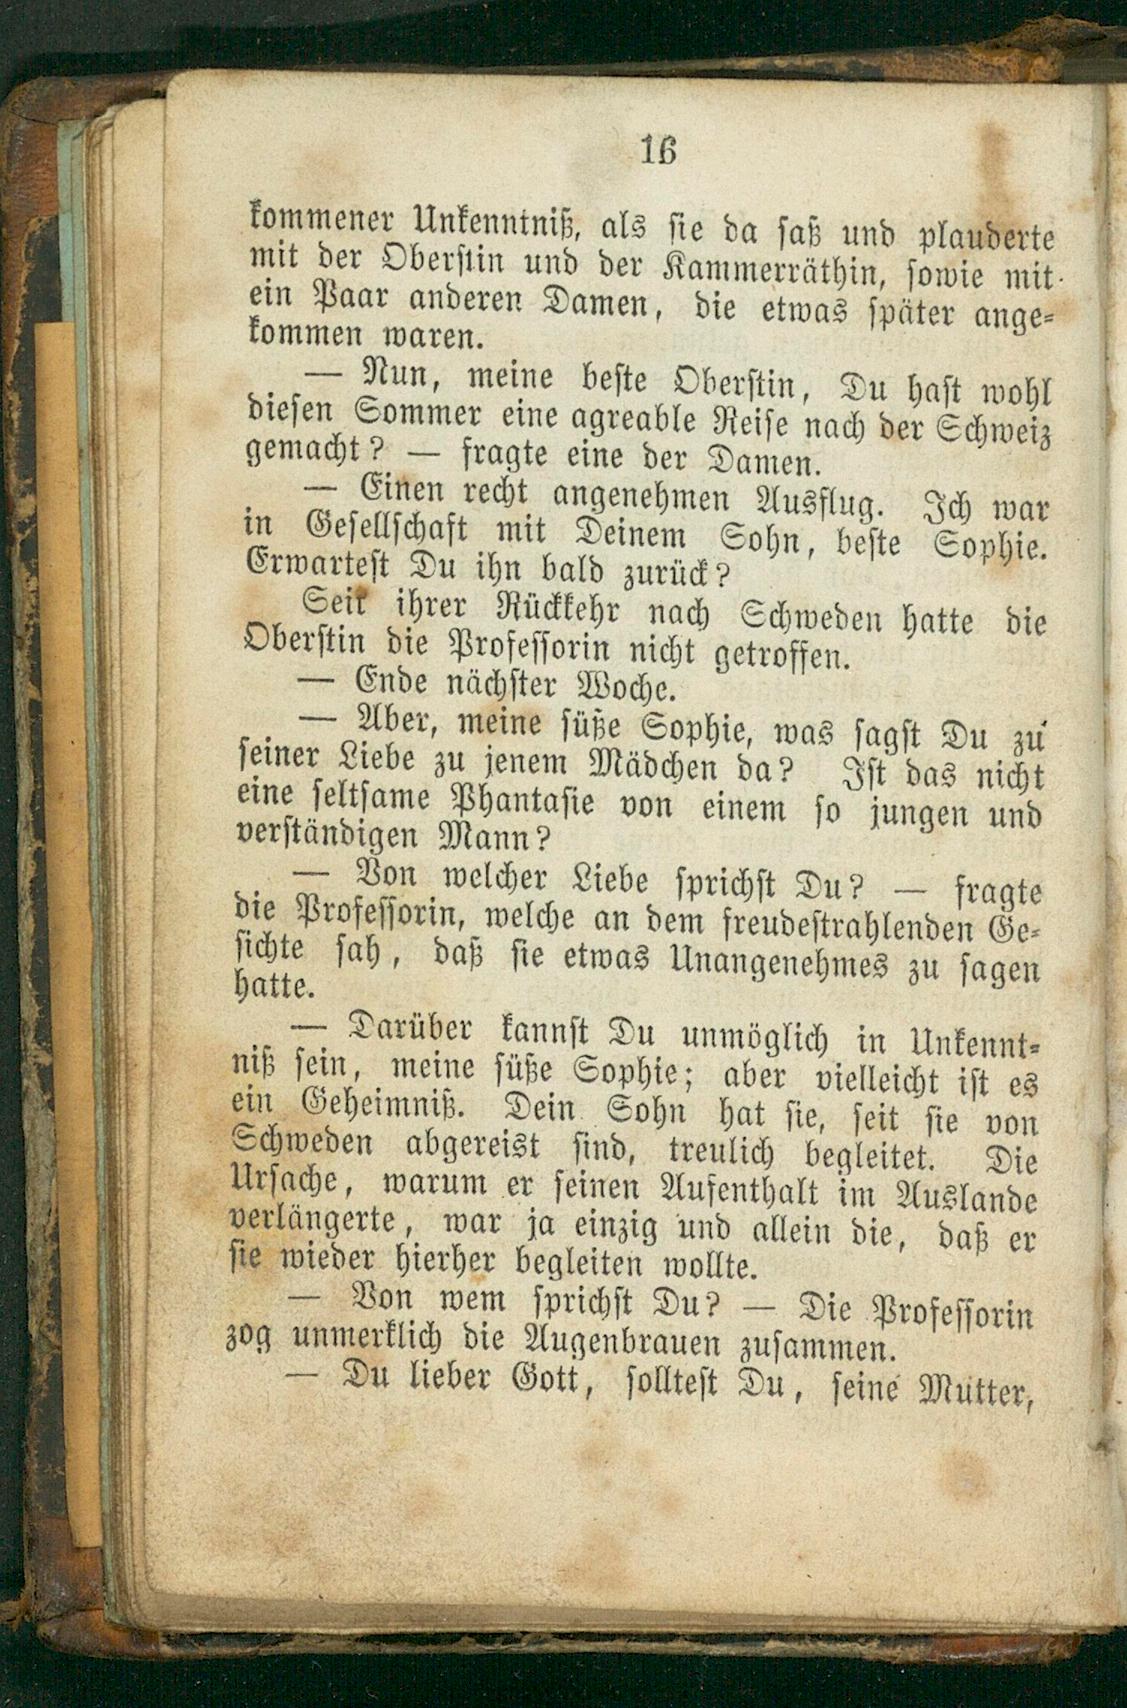 16
kommener Unkenntniß, als sie da saß und plauderte
mit der Oberstin und der Kammerräthin, sowie mit
ein Paar anderen Damen, die etwas später ange-
kommen waren.
— Nun, meine beste Oberstin, Du hast wohl
diesen Sommer eine agreable Reise nach der Schweiz
gemacht? — fragte eine der Damen.
— Einen recht angenehmen Ausflug. Ich war
in Gesellschaft mit Deinem Sohn, beste Sophie.
Erwartest Du ihn bald zurück?
Seit ihrer Rückkehr nach Schweden hatte die
Oberstin die Professorin nicht getroffen.
— Ende nächster Woche.
— Aber, meine süße Sophie, was sagst Du zu
seiner Liebe zu jenem Mädchen da? Ist das nicht
eine seltsame Phantasie von einem so jungen und
verständigen Mann?
— Von welcher Liebe sprichst Du? — fragte
die Professorin, welche an dem freudestrahlenden Ge-
sichte sah, daß sie etwas Unangenehmes zu sagen
hatte.
— Darüber kannst Du unmöglich in Unkennt-
niß sein, meine süße Sophie; aber vielleicht ist es
ein Geheimniß. Dein Sohn hat sie, seit sie von
Schweden abgereist sind, treulich begleitet. Die
Ursache, warum er seinen Aufenthalt im Auslande
verlängerte, war ja einzig und allein die, daß er
sie wieder hierher begleiten wollte.
— Von wem sprichst Du? — Die Professorin
zog unmerklich die Augenbrauen zusammen.
— Du lieber Gott, solltest Du, seine Mutter,